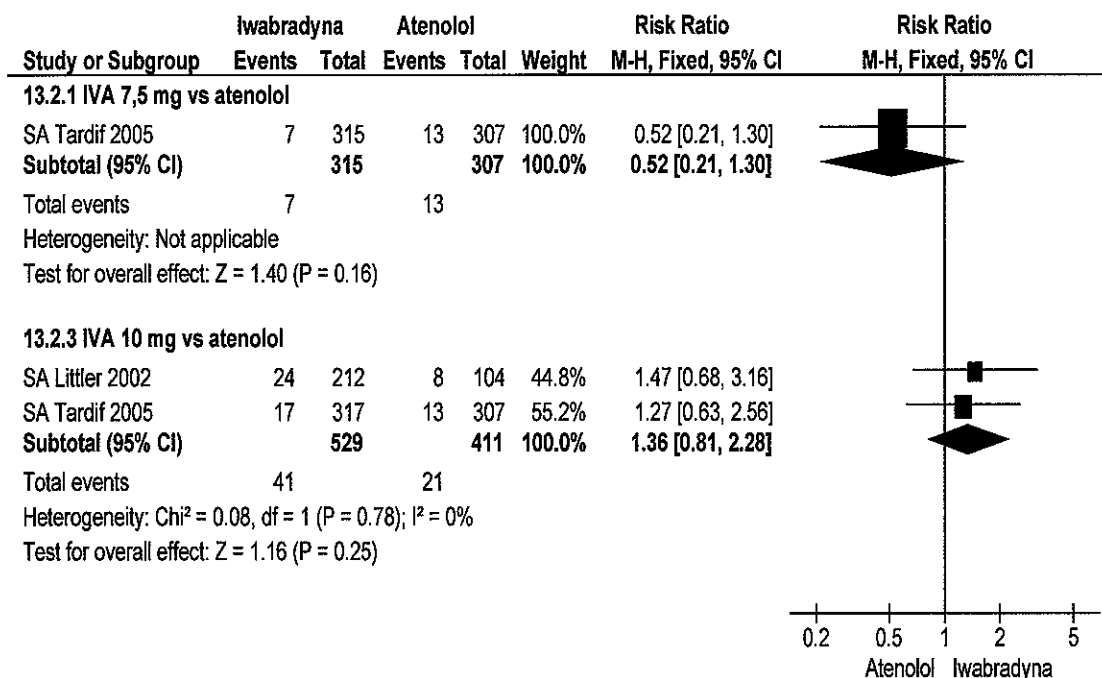 Iwabradyna Atenolol Risk Ratio Risk Ratio
Study or Subgroup Events Total Events Total Weight M-H, Fixed, 95% CI M-H, Fixed, 95% CI
13.2.1 IVA 7,5 mg vs atenolol
SA Tardif 2005 7 315 13 307 100.0% 0.52 [0.21, 1.30]
Subtotal (95% CI) 315 307 100.0% 0.52 [0.21, 1.30]
Total events 7 13
Heterogeneity: Not applicable
Test for overall effect: Z = 1.40 (P = 0.16)
13.2.3 IVA 10 mg vs atenolol
SA Littler 2002 24 212 8 104 44.8% 1.47 [0.68, 3.16]
SA Tardif 2005 17 317 13 307 55.2% 1.27 [0.63, 2.56]
Subtotal (95% CI) 529 411 100.0% 1.36 [0.81, 2.28]
Total events 41 21
Heterogeneity: Chi² = 0.08, df = 1 (P = 0.78); I² = 0%
Test for overall effect: Z = 1.16 (P = 0.25)
0.2 0.5 1 2 5
Atenolol Iwabradyna